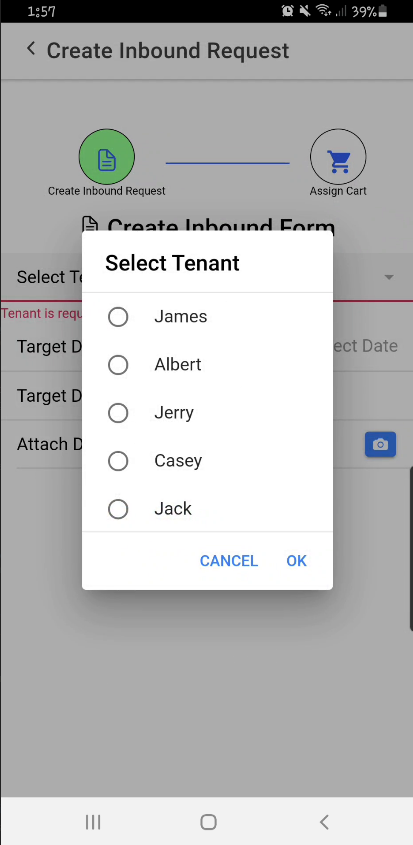 1:57 39%
Create Inbound Request
Create Inbound Request
Assign Cart
Create Inbound Form
Select Te
Tenant is requ
Target D
ect Date
Target D
Attach D
Select Tenant
James
Albert
Jerry
Casey
Jack
CANCEL OK